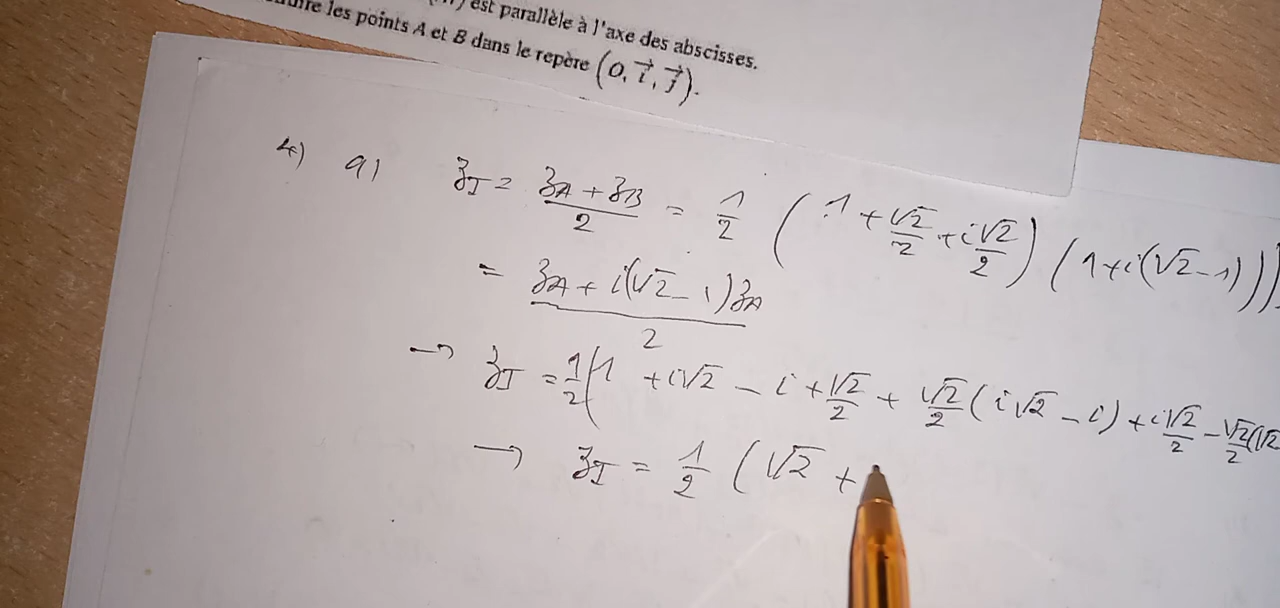 est parallèle à l'axe des abscisses.
les points A et B dans le repère (O, i⃗, j⃗).
4) a) z_I = (z_A + z_B)/2 = 1/2 (1 + √2/2 + i√2/2) (1 + i(√2 - 1)))
= (z_A + i(√2 - 1) z_A)/2
→ z_I = 1/2 (1 + i√2 - i + √2/2 + √2/2 (i√2 - i) + i√2/2 - √2/2 (√2
→ z_I = 1/2 (√2 +